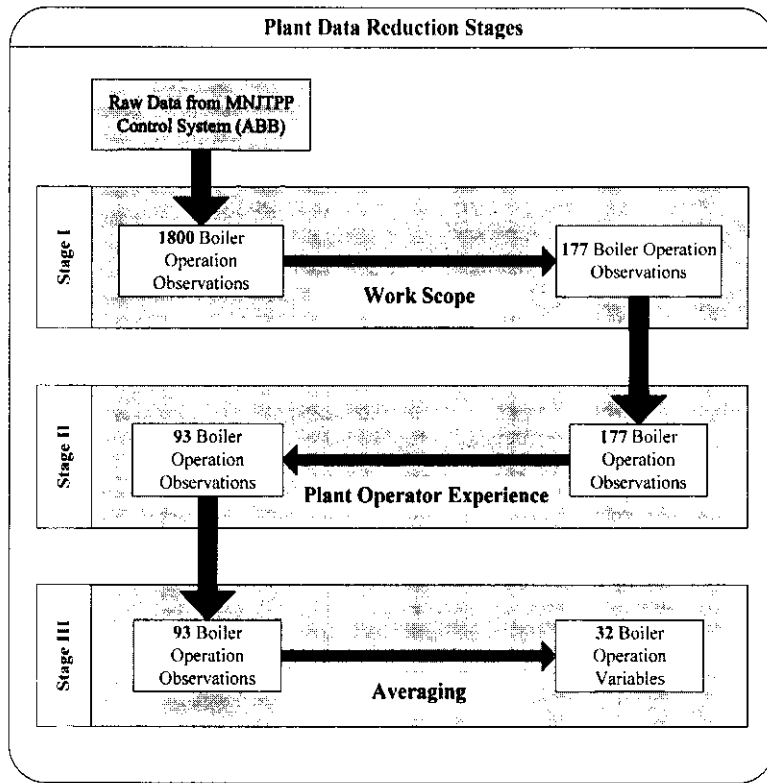 Plant Data Reduction Stages
Raw Data from MNJTPP
Control System (ABB)
Stage I
1800 Boiler
Operation
Observations
177 Boiler Operation
Observations
Work Scope
Stage II
93 Boiler
Operation
Observations
177 Boiler
Operation
Observations
Plant Operator Experience
Stage III
93 Boiler
Operation
Observations
32 Boiler
Operation
Variables
Averaging